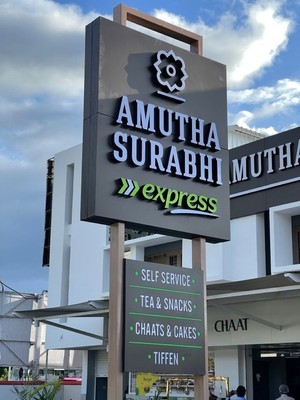 AMUTHA
SURABHI
express
SELF SERVICE
TEA & SNACKS
CHAATS & CAKES
TIFFEN
AMUTHA
CHAAT